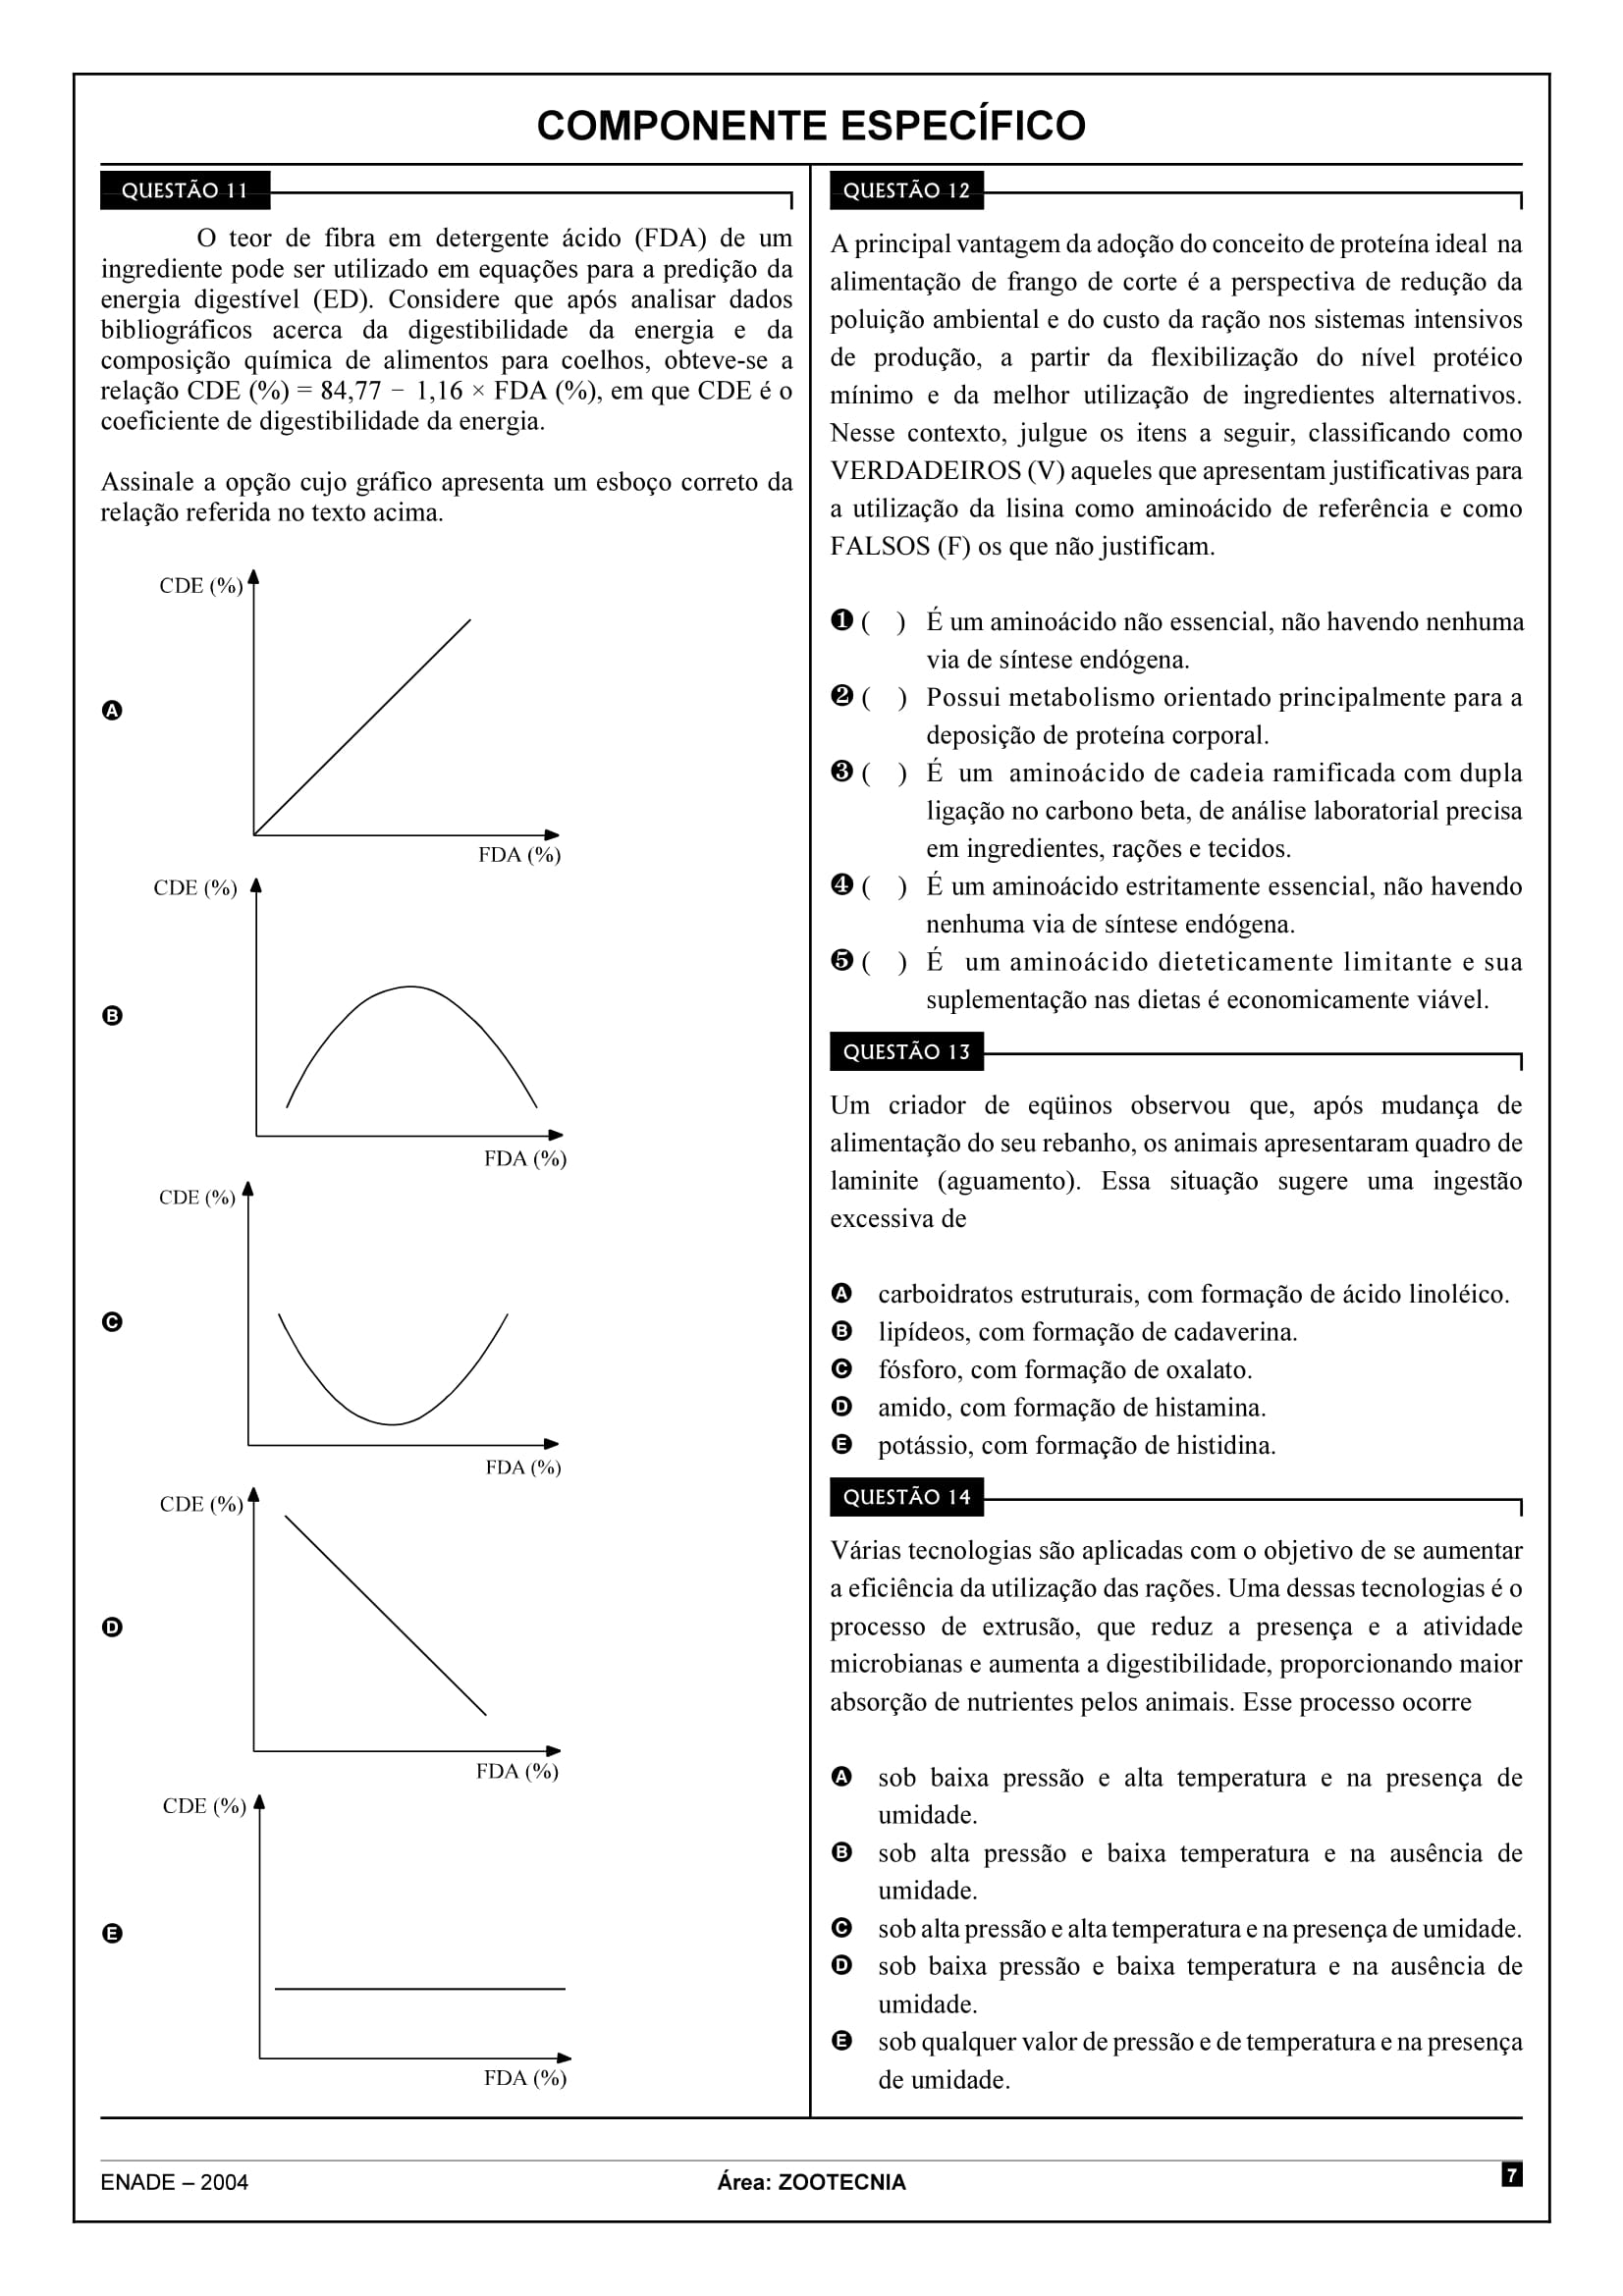 COMPONENTE ESPECÍFICO
QUESTÃO 11
O teor de fibra em detergente ácido (FDA) de um
ingrediente pode ser utilizado em equações para a predição da
energia digestível (ED). Considere que após analisar dados
bibliográficos acerca da digestibilidade da energia e da
composição química de alimentos para coelhos, obteve-se a
relação CDE (%) = 84,77 − 1,16 × FDA (%), em que CDE é o
coeficiente de digestibilidade da energia.
Assinale a opção cujo gráfico apresenta um esboço correto da
relação referida no texto acima.
CDE (%)
A
FDA (%)
CDE (%)
B
FDA (%)
CDE (%)
C
FDA (%)
CDE (%)
D
FDA (%)
CDE (%)
E
FDA (%)
QUESTÃO 12
A principal vantagem da adoção do conceito de proteína ideal na
alimentação de frango de corte é a perspectiva de redução da
poluição ambiental e do custo da ração nos sistemas intensivos
de produção, a partir da flexibilização do nível protéico
mínimo e da melhor utilização de ingredientes alternativos.
Nesse contexto, julgue os itens a seguir, classificando como
VERDADEIROS (V) aqueles que apresentam justificativas para
a utilização da lisina como aminoácido de referência e como
FALSOS (F) os que não justificam.
❶ ( ) É um aminoácido não essencial, não havendo nenhuma
via de síntese endógena.
❷ ( ) Possui metabolismo orientado principalmente para a
deposição de proteína corporal.
❸ ( ) É um aminoácido de cadeia ramificada com dupla
ligação no carbono beta, de análise laboratorial precisa
em ingredientes, rações e tecidos.
❹ ( ) É um aminoácido estritamente essencial, não havendo
nenhuma via de síntese endógena.
❺ ( ) É um aminoácido dieteticamente limitante e sua
suplementação nas dietas é economicamente viável.
QUESTÃO 13
Um criador de eqüinos observou que, após mudança de
alimentação do seu rebanho, os animais apresentaram quadro de
laminite (aguamento). Essa situação sugere uma ingestão
excessiva de
A carboidratos estruturais, com formação de ácido linoléico.
B lipídeos, com formação de cadaverina.
C fósforo, com formação de oxalato.
D amido, com formação de histamina.
E potássio, com formação de histidina.
QUESTÃO 14
Várias tecnologias são aplicadas com o objetivo de se aumentar
a eficiência da utilização das rações. Uma dessas tecnologias é o
processo de extrusão, que reduz a presença e a atividade
microbianas e aumenta a digestibilidade, proporcionando maior
absorção de nutrientes pelos animais. Esse processo ocorre
A sob baixa pressão e alta temperatura e na presença de
umidade.
B sob alta pressão e baixa temperatura e na ausência de
umidade.
C sob alta pressão e alta temperatura e na presença de umidade.
D sob baixa pressão e baixa temperatura e na ausência de
umidade.
E sob qualquer valor de pressão e de temperatura e na presença
de umidade.
ENADE – 2004
Área: ZOOTECNIA
7